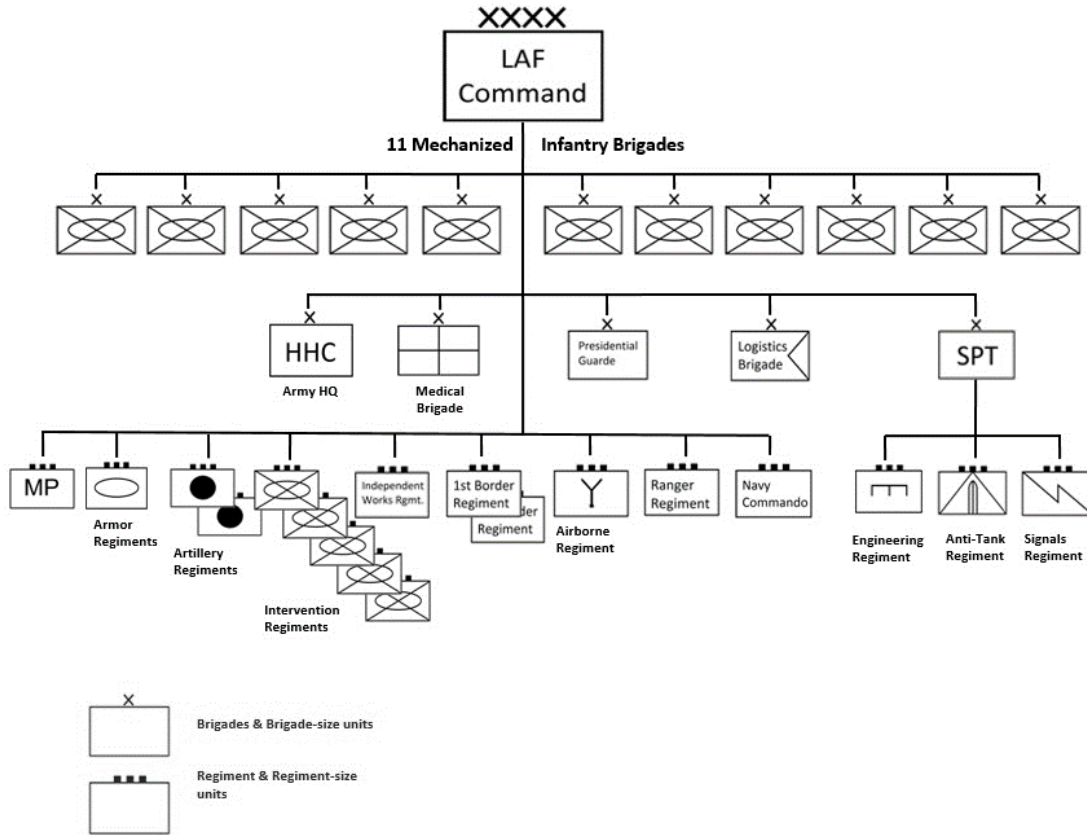 XXXX
LAF
Command
11 Mechanized Infantry Brigades
X X X X X X X X X X X
X X X X X
HHC
Army HQ
Medical
Brigade
Presidential
Guarde
Logistics
Brigade
SPT
MP
Armor
Regiments
Artillery
Regiments
Intervention
Regiments
Independent
Works Rgmt.
1st Border
Regiment
der
Regiment
Airborne
Regiment
Ranger
Regiment
Navy
Commando
Engineering
Regiment
Anti-Tank
Regiment
Signals
Regiment
X
Brigades & Brigade-size units
Regiment & Regiment-size
units